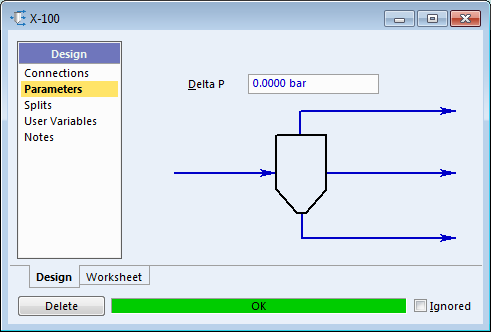 X-100
Design
Connections
Parameters
Splits
User Variables
Notes
Delta P
0.0000 bar
Design
Worksheet
Delete
OK
Ignored